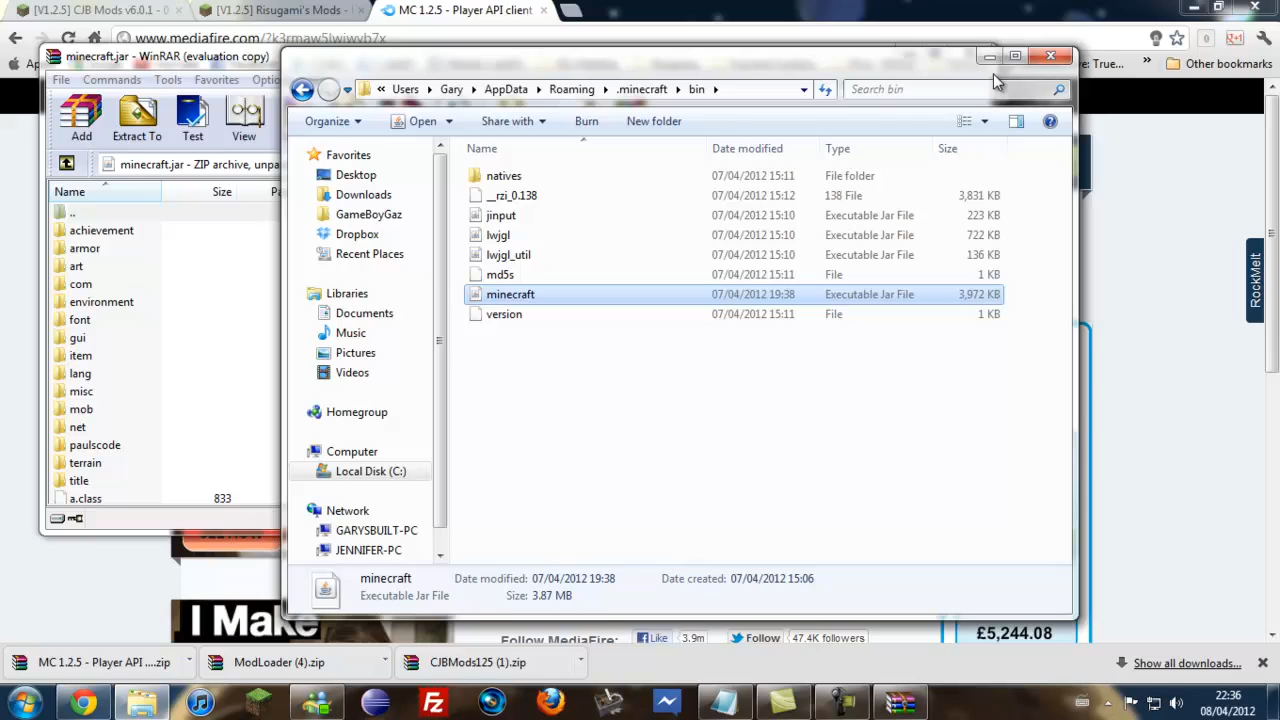 [V1.2.5] CJB Mods v6.0.1 - 0A
[V1.2.5] Risugami's Mods -
MC 1.2.5 - Player API client
www.mediafire.com/?k3rmaw5lwiwvb7x
Other bookmarks
minecraft.jar - WinRAR (evaluation copy)
File Commands Tools Favorites Optio
Add Extract To Test View
minecraft.jar - ZIP archive, unpa
Name Size Pa
..
achievement
armor
art
com
environment
font
gui
item
lang
misc
mob
net
paulscode
terrain
title
a.class 833
« Users Gary AppData Roaming .minecraft bin
Search bin
Organize Open Share with Burn New folder
Favorites
Desktop
Downloads
GameBoyGaz
Dropbox
Recent Places
Libraries
Documents
Music
Pictures
Videos
Homegroup
Computer
Local Disk (C:)
Network
GARYSBUILT-PC
JENNIFER-PC
Name Date modified Type Size
natives 07/04/2012 15:11 File folder
__rzi_0.138 07/04/2012 15:12 138 File 3,831 KB
jinput 07/04/2012 15:10 Executable Jar File 223 KB
lwjgl 07/04/2012 15:10 Executable Jar File 722 KB
lwjgl_util 07/04/2012 15:10 Executable Jar File 136 KB
md5s 07/04/2012 15:11 File 1 KB
minecraft 07/04/2012 19:38 Executable Jar File 3,972 KB
version 07/04/2012 15:11 File 1 KB
minecraft Date modified: 07/04/2012 19:38 Date created: 07/04/2012 15:06
Executable Jar File Size: 3.87 MB
RockMelt
I Make
Follow MediaFire: Like 3.9m Follow 47.4K followers
£5,244.08
MC 1.2.5 - Player API ....zip
ModLoader (4).zip
CJBMods125 (1).zip
Show all downloads...
22:36
08/04/2012